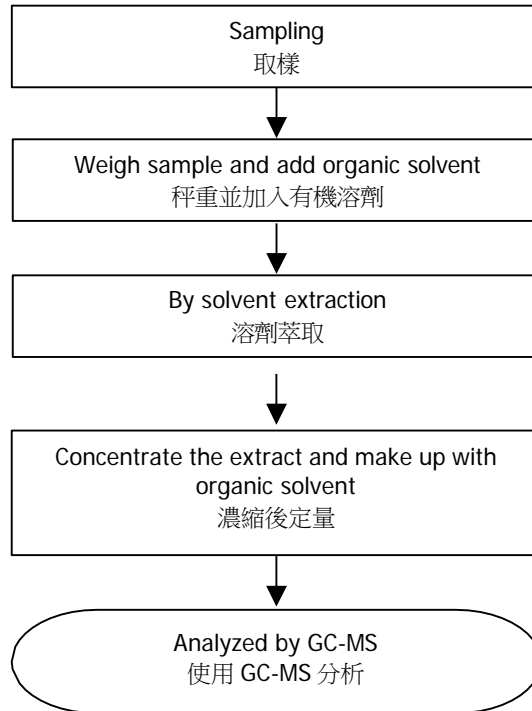 Sampling
取樣
Weigh sample and add organic solvent
秤重並加入有機溶劑
By solvent extraction
溶劑萃取
Concentrate the extract and make up with
organic solvent
濃縮後定量
Analyzed by GC-MS
使用 GC-MS 分析